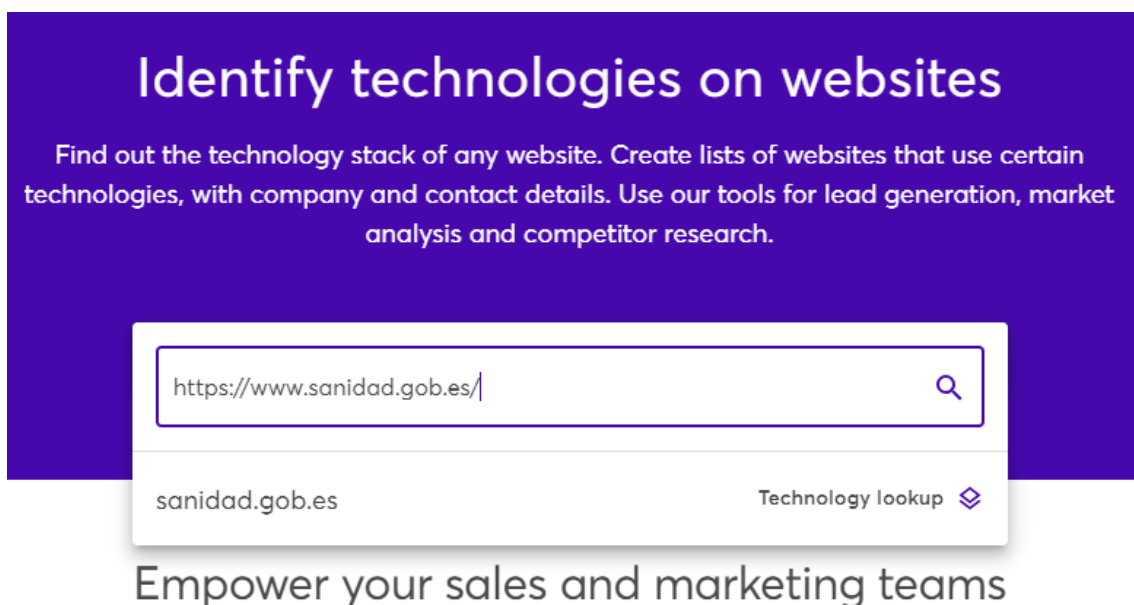 Identify technologies on websites
Find out the technology stack of any website. Create lists of websites that use certain
technologies, with company and contact details. Use our tools for lead generation, market
analysis and competitor research.
https://www.sanidad.gob.es/
sanidad.gob.es
Technology lookup
Empower your sales and marketing teams